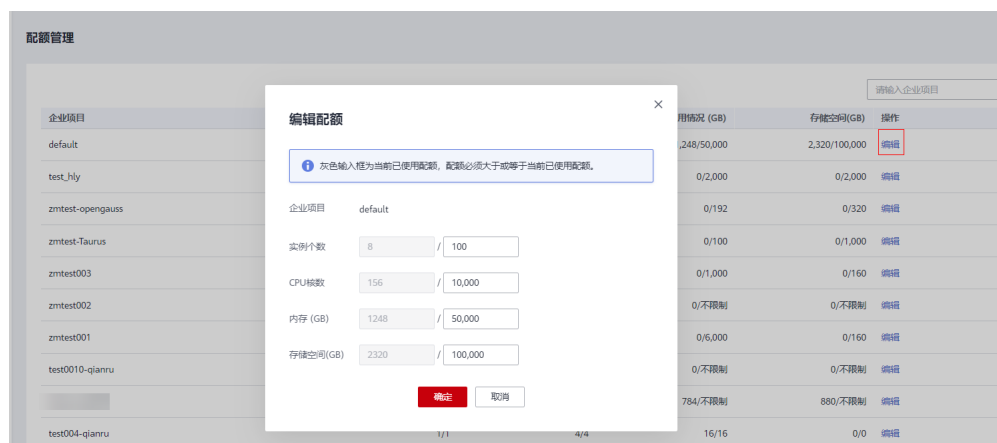 配额管理
请输入企业项目
企业项目 用情况 (GB) 存储空间(GB) 操作
default ,248/50,000 2,320/100,000 编辑
test_hly 0/2,000 0/2,000 编辑
zmtest-opengauss 0/192 0/320 编辑
zmtest-Taurus 0/100 0/1,000 编辑
zmtest003 0/1,000 0/160 编辑
zmtest002 0/不限制 0/不限制 编辑
zmtest001 0/6,000 0/160 编辑
test0010-qianru 0/不限制 0/不限制 编辑
784/不限制 880/不限制 编辑
test004-qianru 1/1 4/4 16/16 0/0 编辑
编辑配额
灰色输入框为当前已使用配额，配额必须大于或等于当前已使用配额。
企业项目 default
实例个数 8 / 100
CPU核数 156 / 10,000
内存 (GB) 1248 / 50,000
存储空间(GB) 2320 / 100,000
确定 取消